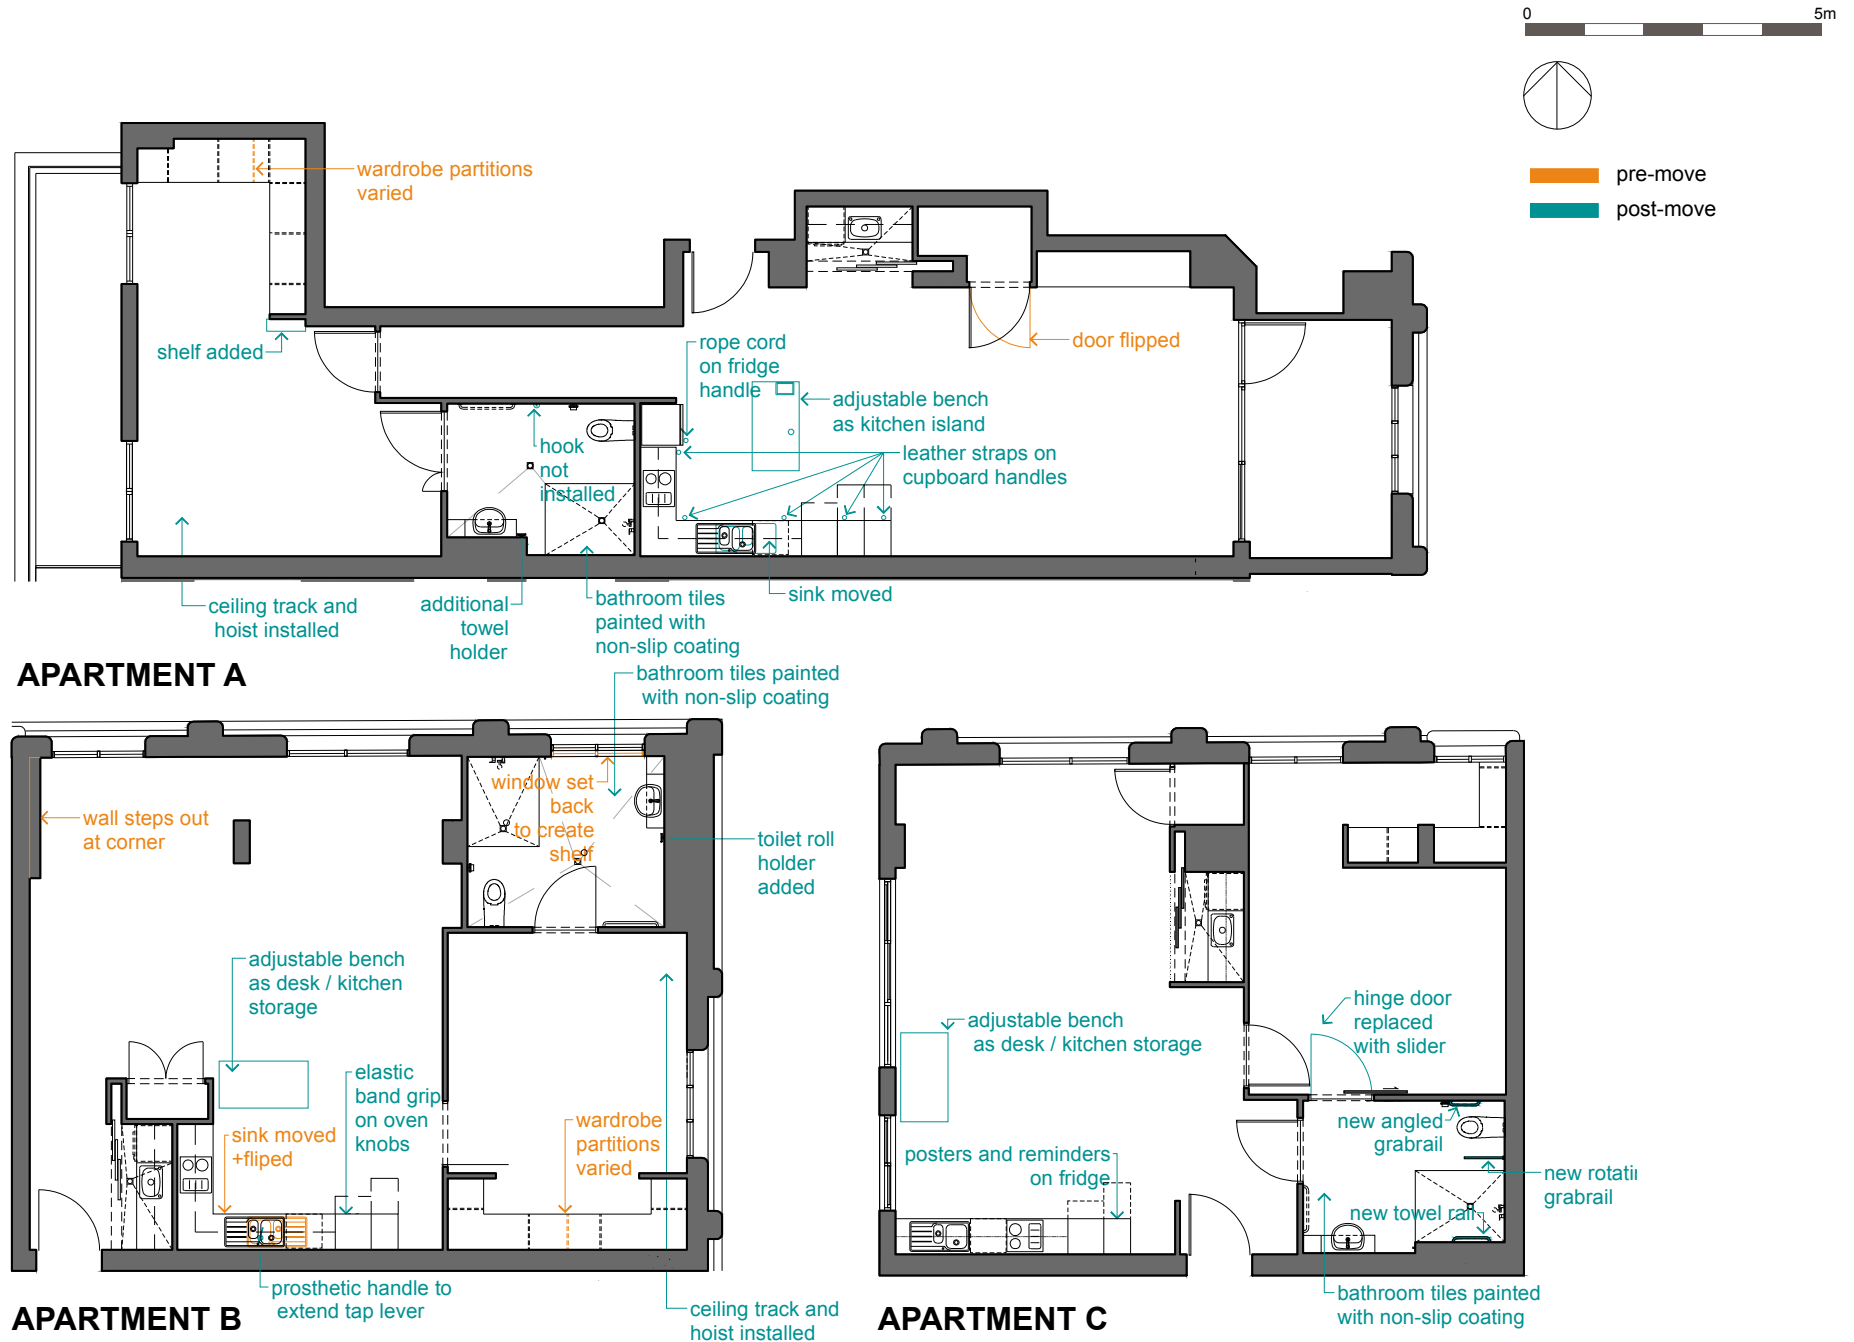 0 5m
pre-move
post-move
wardrobe partitions
varied
shelf added
rope cord
on fridge
handle
door flipped
adjustable bench
as kitchen island
hook
not
installed
leather straps on
cupboard handles
ceiling track and
hoist installed
additional
towel
holder
bathroom tiles
painted with
non-slip coating
sink moved
APARTMENT A
bathroom tiles painted
with non-slip coating
wall steps out
at corner
window set
back
to create
shelf
toilet roll
holder
added
adjustable bench
as desk / kitchen
storage
elastic
band grip
on oven
knobs
sink moved
+fliped
wardrobe
partitions
varied
prosthetic handle to
extend tap lever
ceiling track and
hoist installed
APARTMENT B
adjustable bench
as desk / kitchen storage
hinge door
replaced
with slider
new angled
grabrail
posters and reminders
on fridge
new rotati
grabrail
new towel rail
bathroom tiles painted
with non-slip coating
APARTMENT C